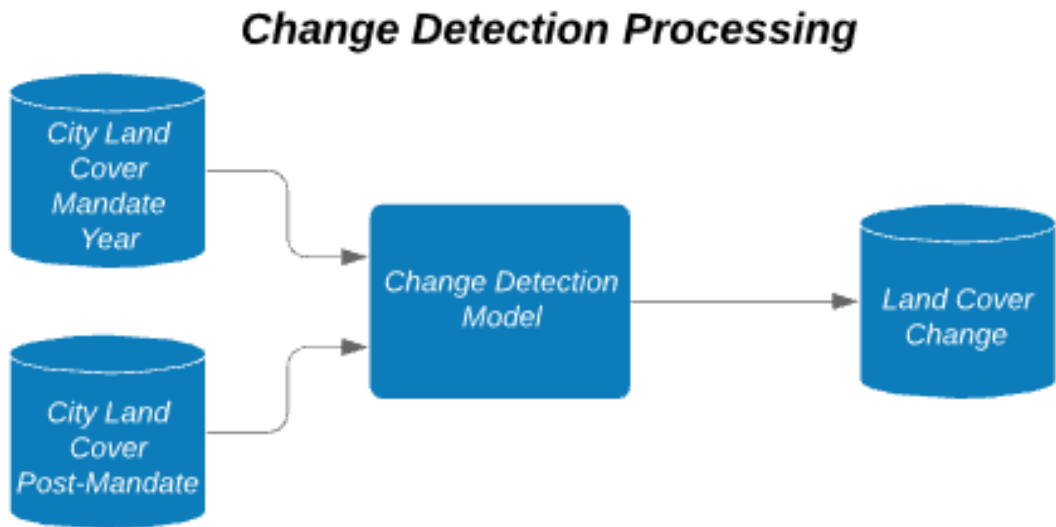 Change Detection Processing
City Land
Cover
Mandate
Year
Change Detection
Model
Land Cover
Change
City Land
Cover
Post-Mandate